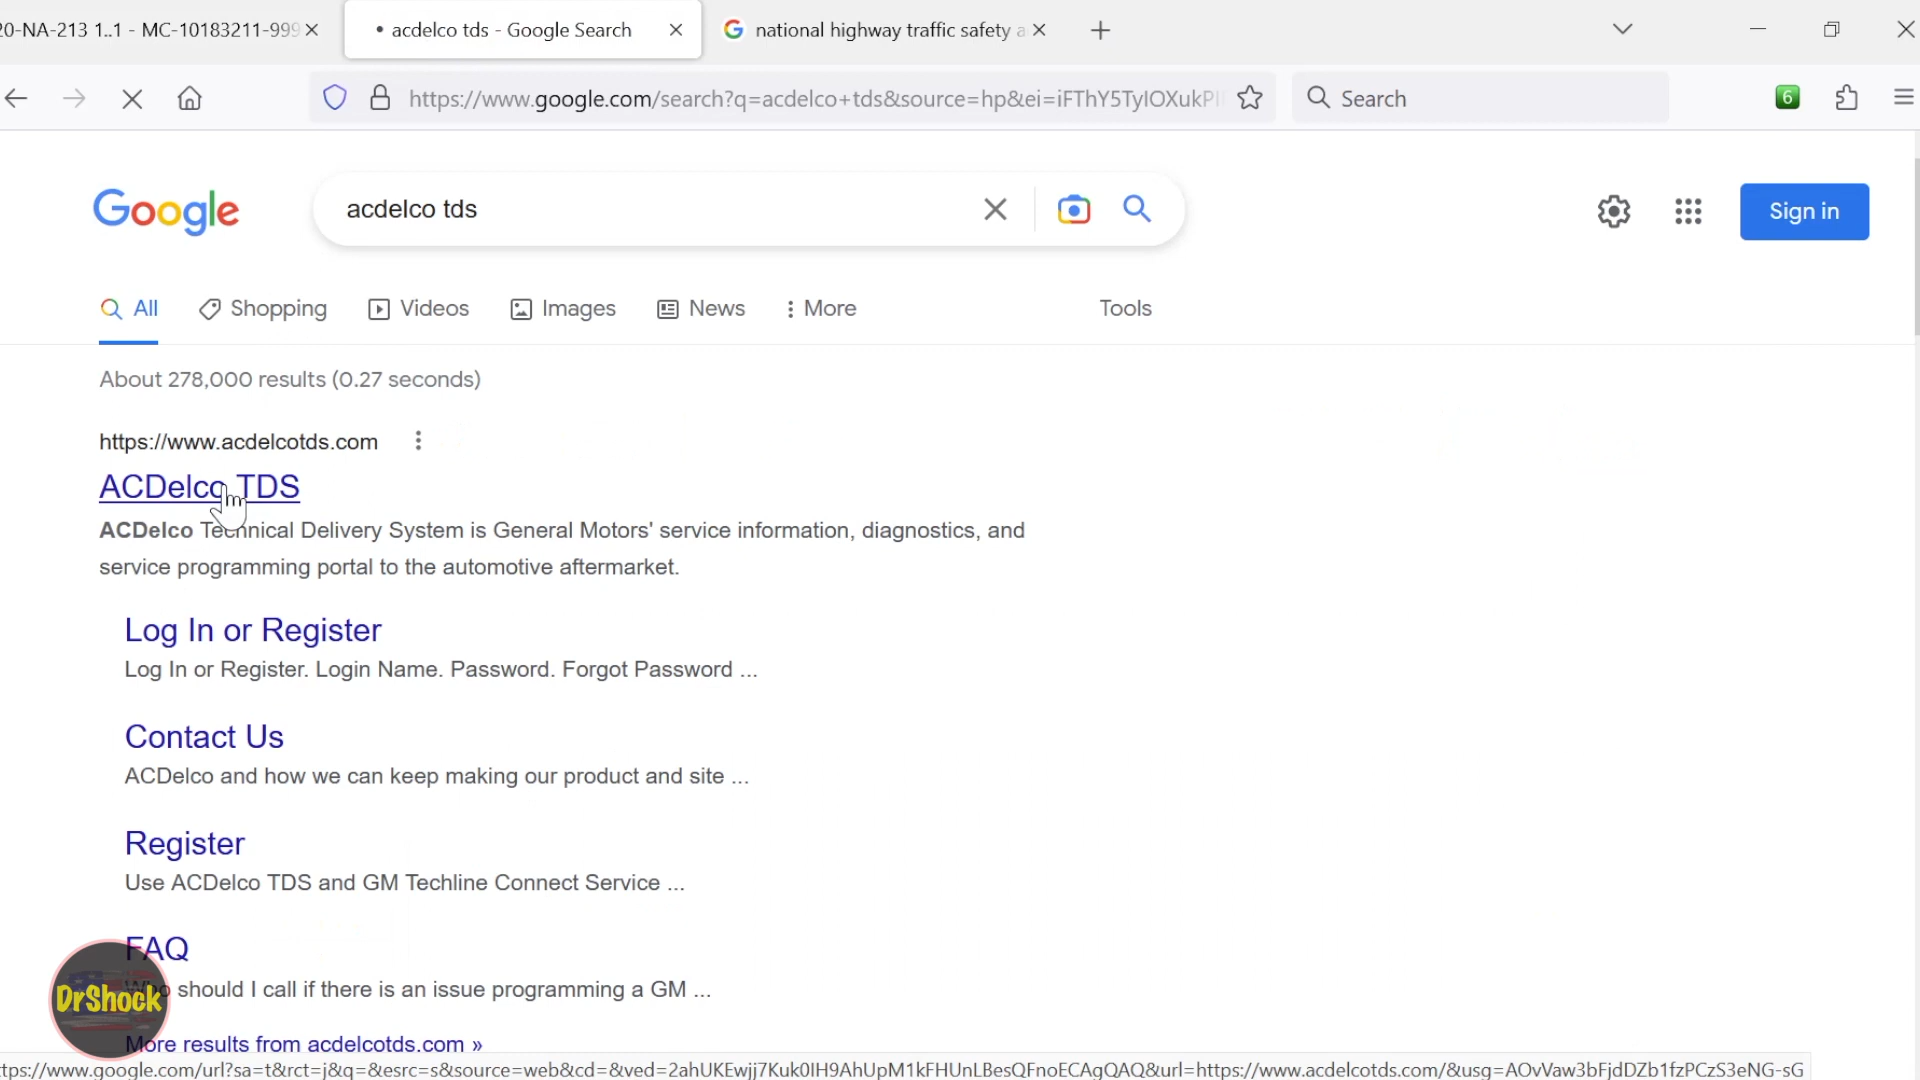 20-NA-213 1..1 - MC-10183211-999
acdelco tds - Google Search
national highway traffic safety a
https://www.google.com/search?q=acdelco+tds&source=hp&ei=iFThY5TyIOXukPI
Search
6
Google
acdelco tds
Sign in
All
Shopping
Videos
Images
News
More
Tools
About 278,000 results (0.27 seconds)
https://www.acdelcotds.com
ACDelco TDS
ACDelco Technical Delivery System is General Motors' service information, diagnostics, and
service programming portal to the automotive aftermarket.
Log In or Register
Log In or Register. Login Name. Password. Forgot Password ...
Contact Us
ACDelco and how we can keep making our product and site ...
Register
Use ACDelco TDS and GM Techline Connect Service ...
FAQ
Who should I call if there is an issue programming a GM ...
DrShock
More results from acdelcotds.com »
ttps://www.google.com/url?sa=t&rct=j&q=&esrc=s&source=web&cd=&ved=2ahUKEwjj7Kuk0IH9AhUpM1kFHUnLBesQFnoECAgQAQ&url=https://www.acdelcotds.com/&usg=AOvVaw3bFjdDZb1fzPCzS3eNG-sG